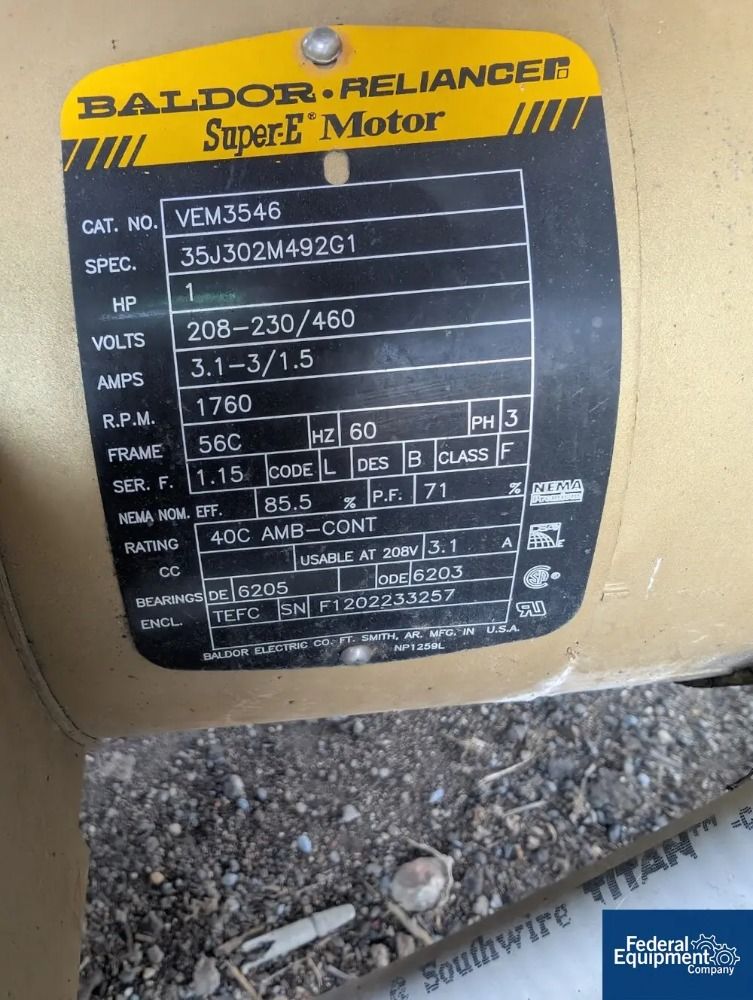 BALDOR • RELIANCER
Super-E® Motor
CAT. NO. VEM3546
SPEC. 35J302M492G1
HP 1
VOLTS 208-230/460
AMPS 3.1-3/1.5
R.P.M. 1760
FRAME 56C HZ 60 PH 3
SER. F. 1.15 CODE L DES B CLASS F
NEMA NOM. EFF. 85.5 % P.F. 71 %
NEMA Premium
RATING 40C AMB-CONT
CC USABLE AT 208V 3.1 A
BEARINGS DE 6205 ODE 6203
ENCL. TEFC SN F1202233257
BALDOR ELECTRIC CO. FT. SMITH, AR. MFG. IN U.S.A.
NP1259L
Southwire TITAN™
Federal
Equipment
Company